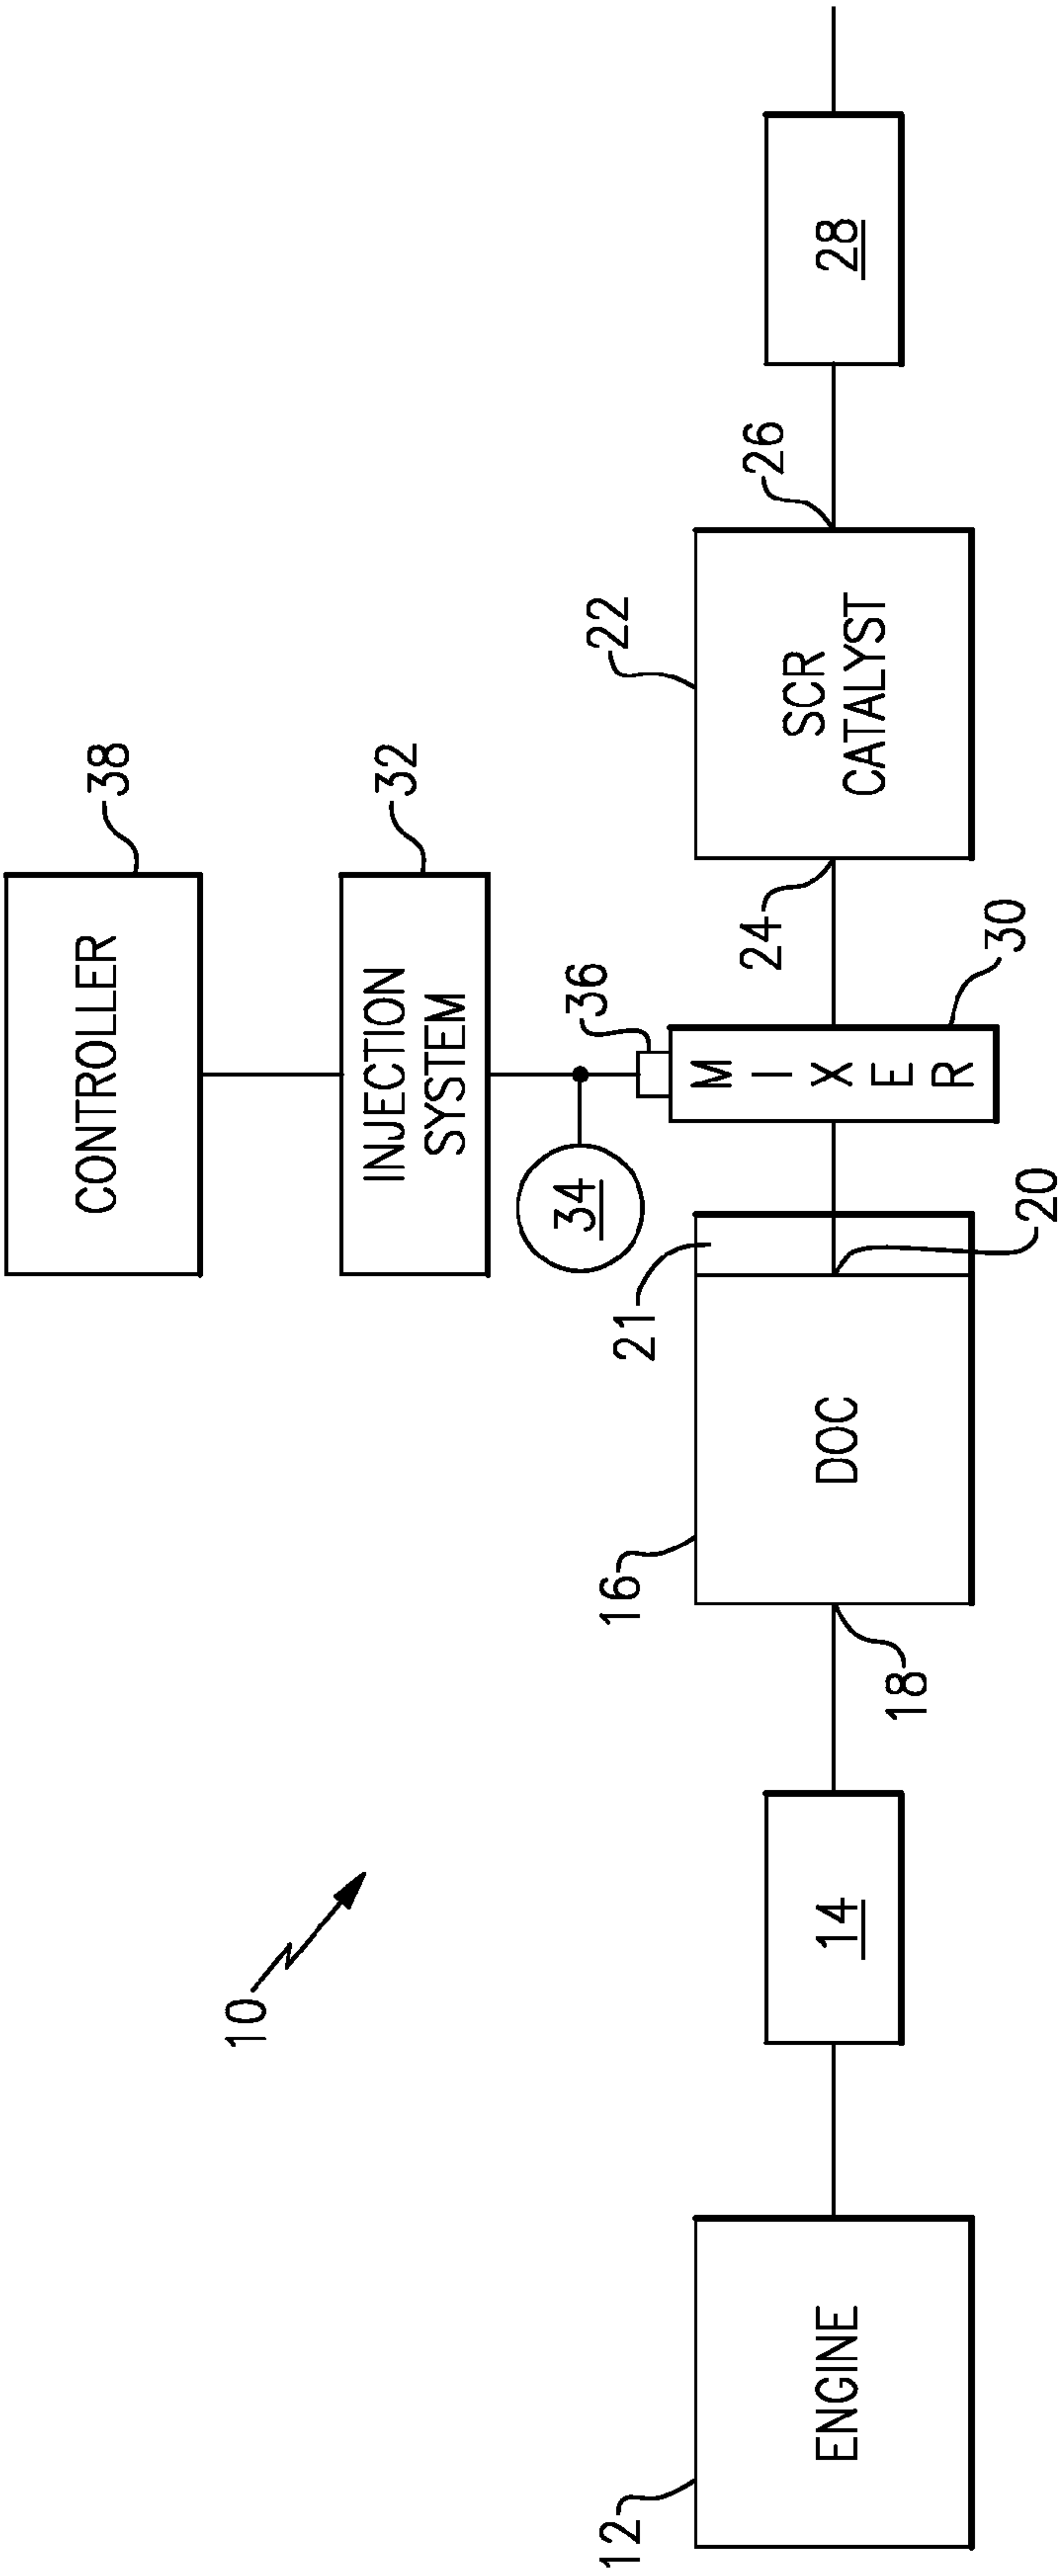 CONTROLLER
38
INJECTION
SYSTEM
32
10
34
36
12
ENGINE
14
16
DOC
18
21
20
MIXER
30
24
22
SCR
CATALYST
26
28